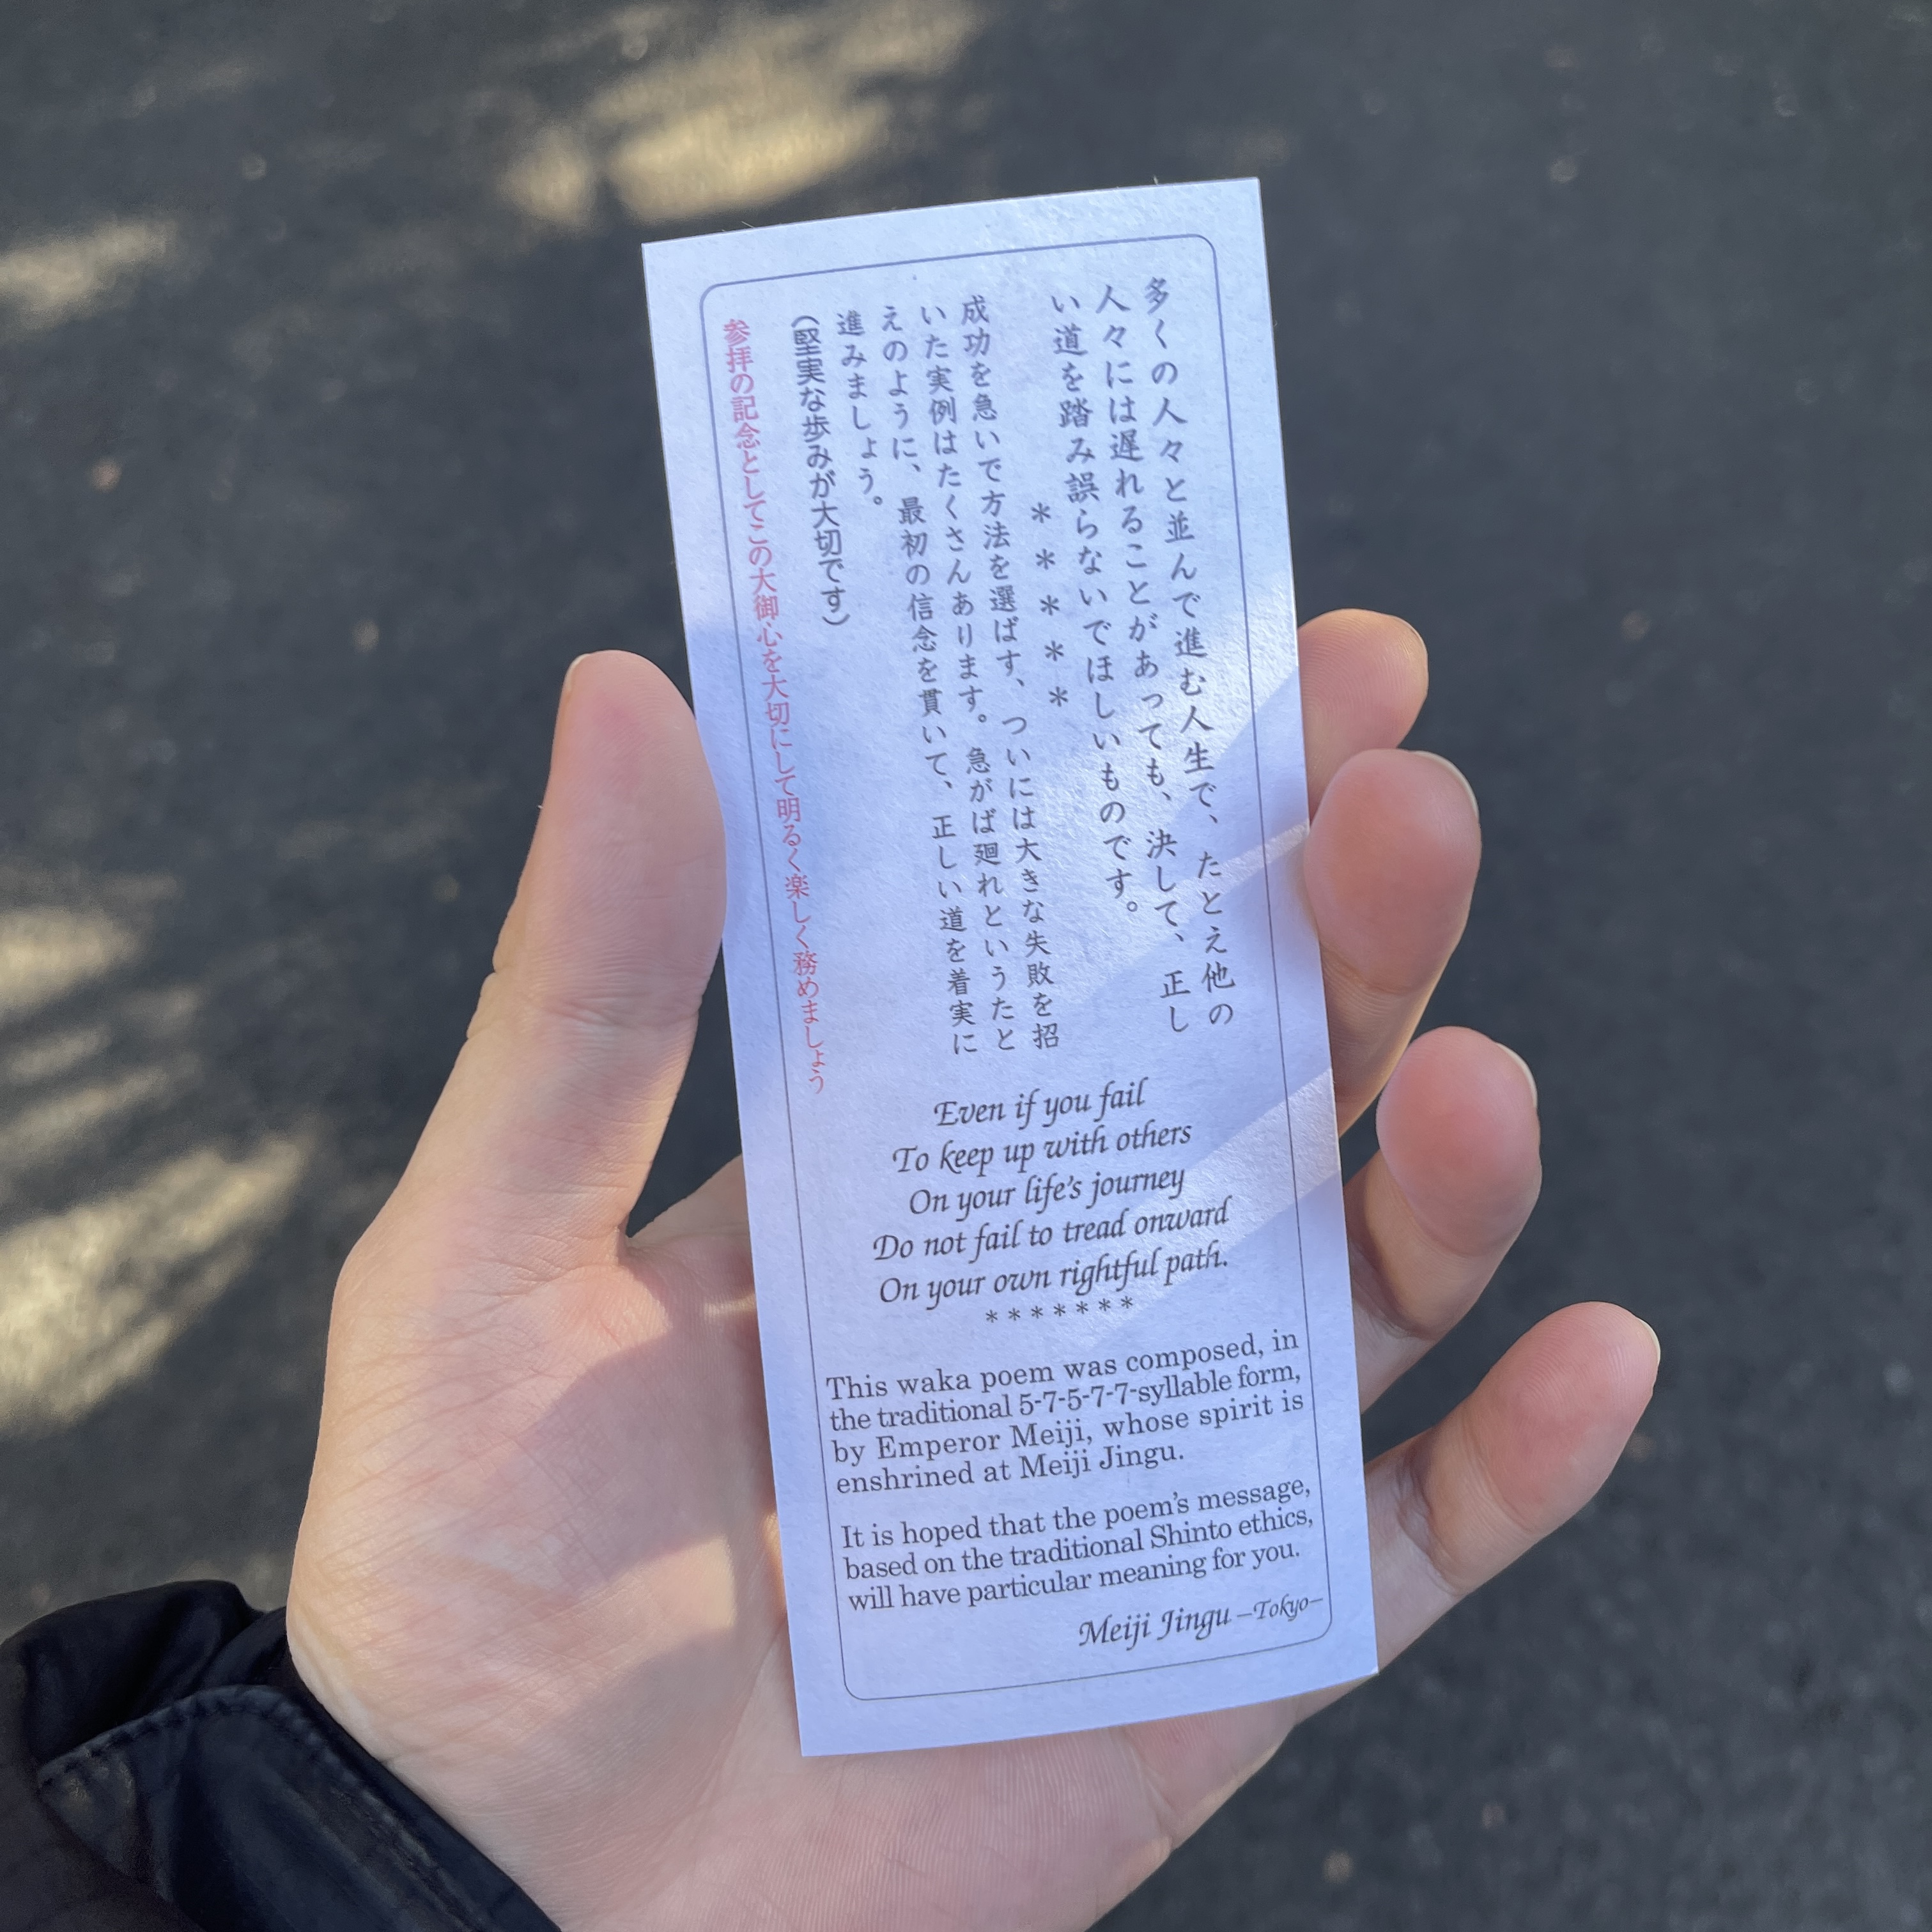 多くの人々と並んで進む人生で、たとえ他の
人々には遅れることがあっても、決して、正し
い道を踏み誤らないでほしいものです。
＊＊＊＊＊
成功を急いで方法を選ばす、ついには大きな失敗を招
いた実例はたくさんあります。急がば廻れというたと
えのように、最初の信念を貫いて、正しい道を着実に
進みましょう。
（堅実な歩みが大切です）
参拝の記念としてこの大御心を大切にして明るく楽しく務めましょう
Even if you fail
To keep up with others
On your life's journey
Do not fail to tread onward
On your own rightful path.
*******
This waka poem was composed, in
the traditional 5-7-5-7-7-syllable form,
by Emperor Meiji, whose spirit is
enshrined at Meiji Jingu.
It is hoped that the poem's message,
based on the traditional Shinto ethics,
will have particular meaning for you.
Meiji Jingu –Tokyo–